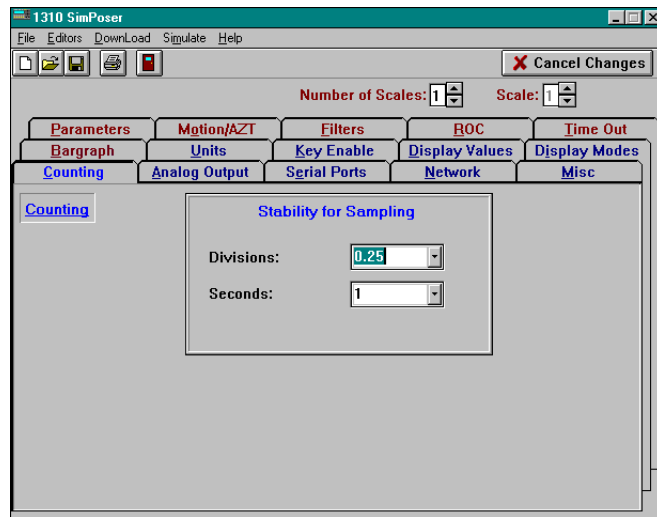 1310 SimPoser
File Editors DownLoad Simulate Help
Cancel Changes
Number of Scales: 1 Scale: 1
Parameters Motion/AZT Filters ROC Time Out
Bargraph Units Key Enable Display Values Display Modes
Counting Analog Output Serial Ports Network Misc
Counting
Stability for Sampling
Divisions: 0.25
Seconds: 1